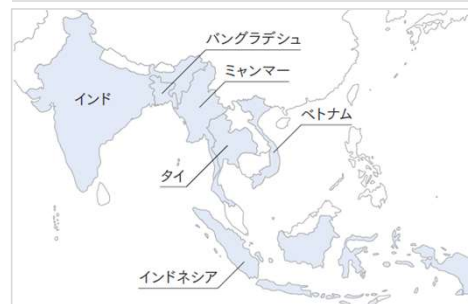 バングラデシュ
ミャンマー
インド
ベトナム
タイ
インドネシア